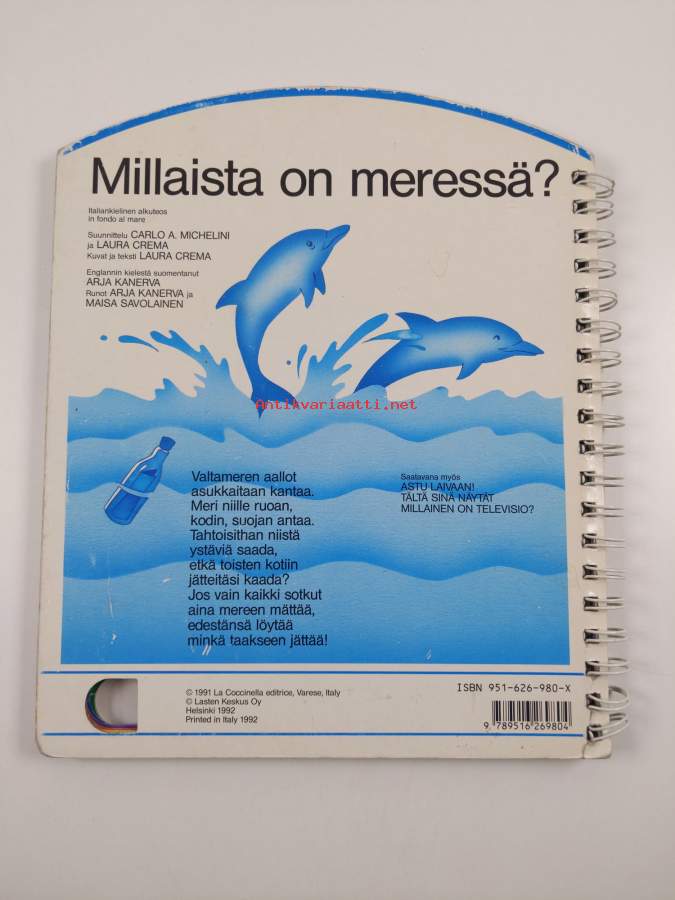 Millaista on meressä?
Italiankielinen alkuteos
in fondo al mare
Suunnittelu CARLO A. MICHELINI
ja LAURA CREMA
Kuvat ja teksti LAURA CREMA
Englannin kielestä suomentanut
ARJA KANERVA
Runot ARJA KANERVA ja
MAISA SAVOLAINEN
Antikvariaatti.net
Valtameren aallot
asukkaitaan kantaa.
Meri niille ruoan,
kodin, suojan antaa.
Tahtoisithan niistä
ystäviä saada,
etkä toisten kotiin
jätteitäsi kaada?
Jos vain kaikki sotkut
aina mereen mättää,
edestänsä löytää
minkä taakseen jättää!
Saatavana myös
ASTU LAIVAAN!
TÄLTÄ SINÄ NÄYTÄT
MILLAINEN ON TELEVISIO?
© 1991 La Coccinella editrice, Varese, Italy
© Lasten Keskus Oy
Helsinki 1992
Printed in Italy 1992
ISBN 951-626-980-X
9 789516 269804